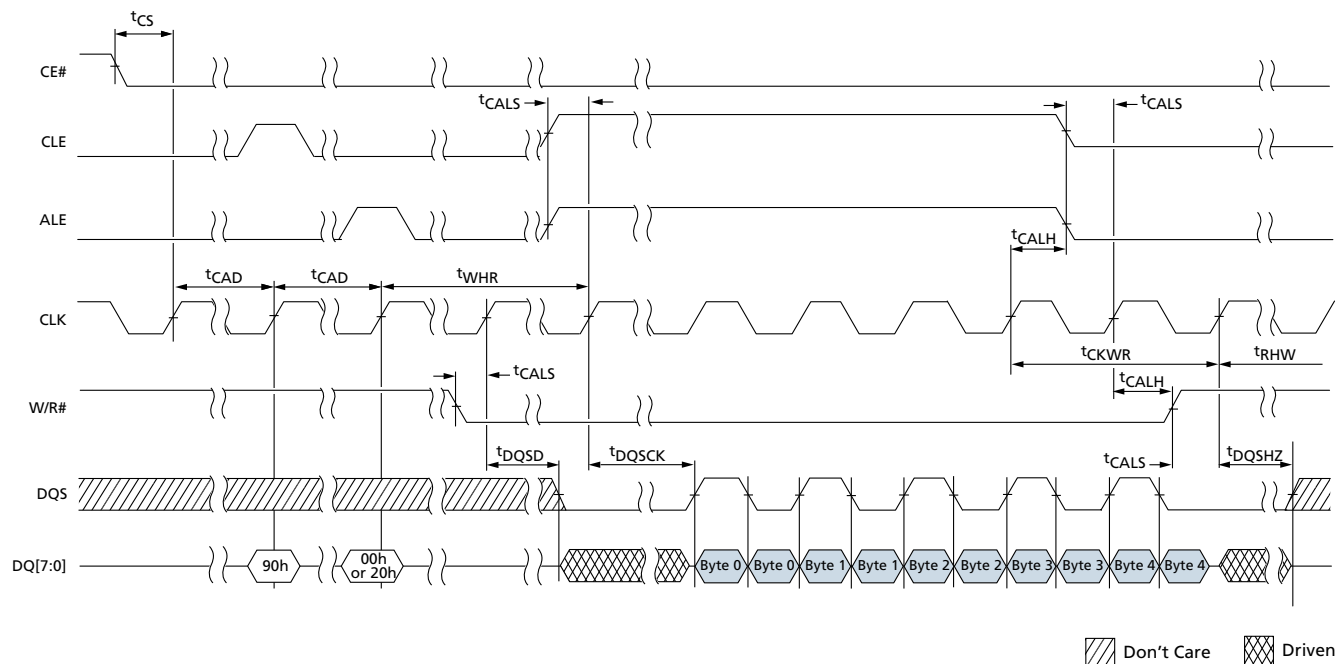 tCS
CE#
tCALS
tCALS
CLE
ALE
tCALH
tCAD
tCAD
tWHR
CLK
tCKWR
tRHW
tCALS
tCALH
W/R#
tDQSD
tDQSCK
tCALS
tDQSHZ
DQS
DQ[7:0]
90h
00h
or 20h
Byte 0
Byte 0
Byte 1
Byte 1
Byte 2
Byte 2
Byte 3
Byte 3
Byte 4
Byte 4
Don't Care
Driven